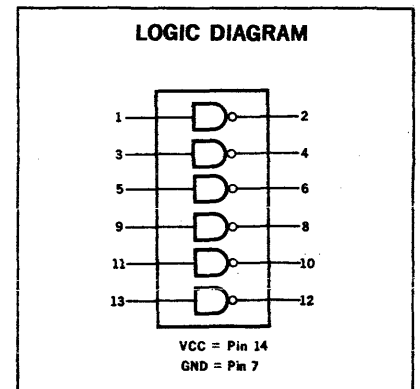 LOGIC DIAGRAM
1 2
3 4
5 6
9 8
11 10
13 12
VCC = Pin 14
GND = Pin 7